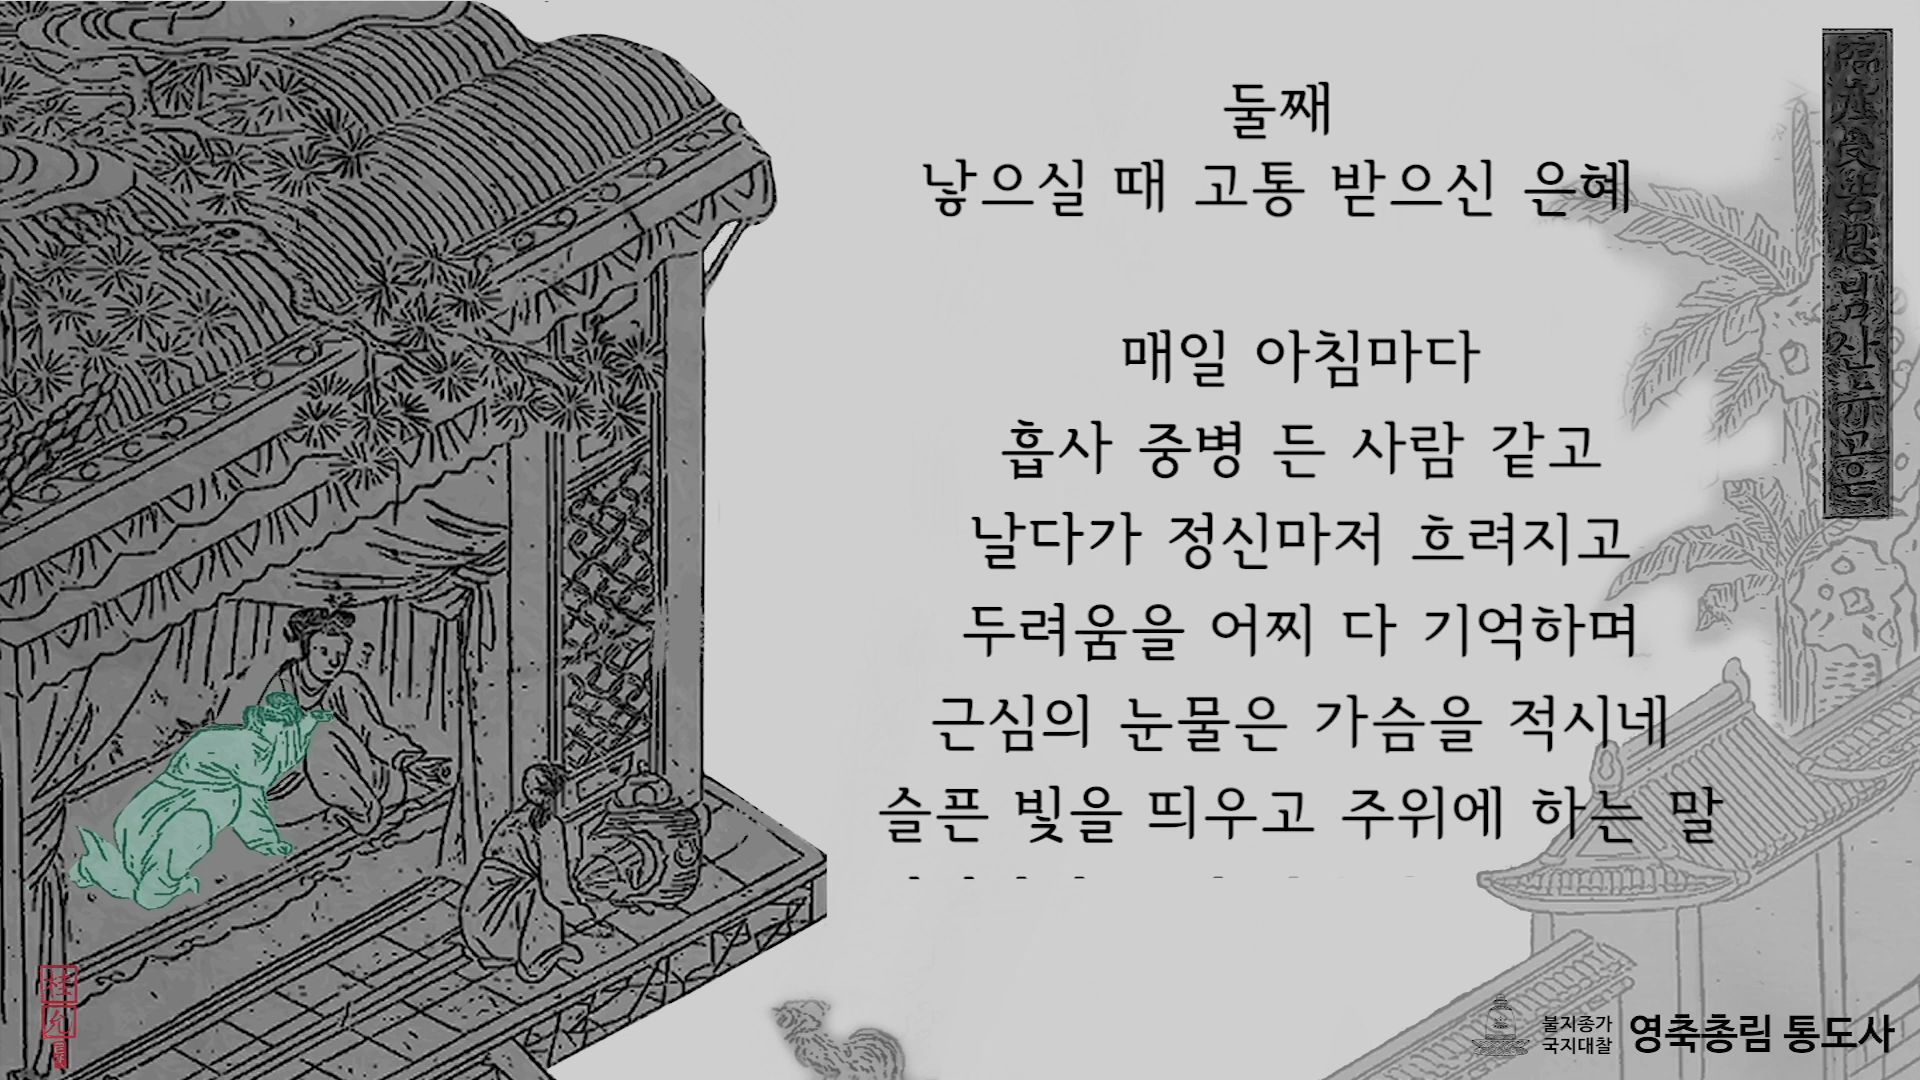 둘째
낳으실 때 고통 받으신 은혜
매일 아침마다
흡사 중병 든 사람 같고
날다가 정신마저 흐려지고
두려움을 어찌 다 기억하며
근심의 눈물은 가슴을 적시네
슬픈 빛을 띄우고 주위에 하는 말
불지종가
국지대찰
영축총림 통도사